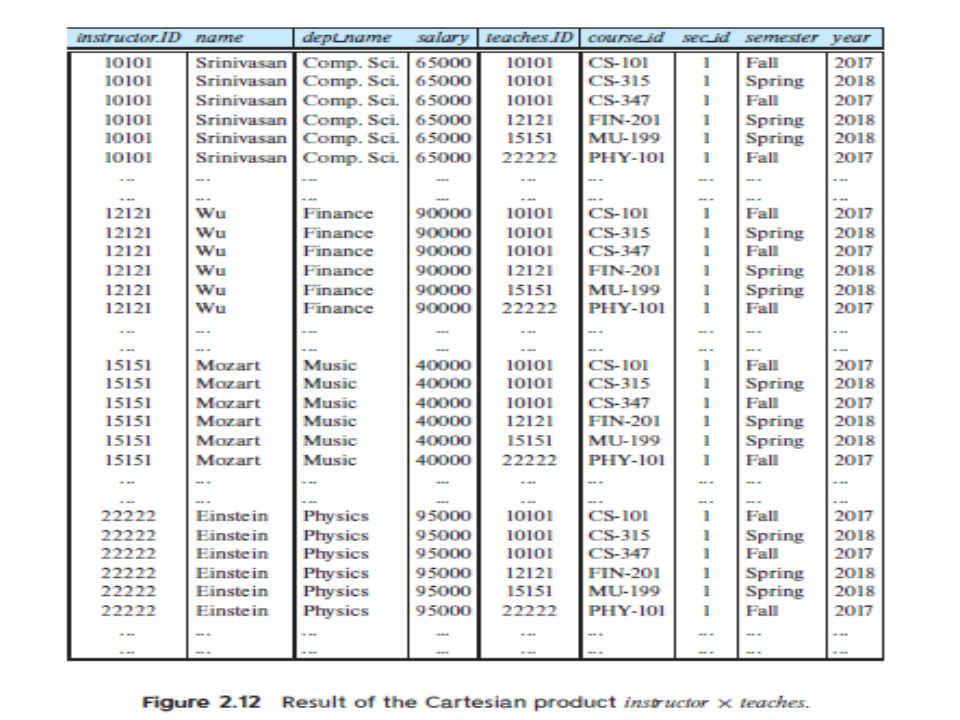 instructor.ID name dept_name salary teaches.ID course_id sec_id semester year
10101 Srinivasan Comp. Sci. 65000 10101 CS-101 1 Fall 2017
10101 Srinivasan Comp. Sci. 65000 10101 CS-315 1 Spring 2018
10101 Srinivasan Comp. Sci. 65000 10101 CS-347 1 Fall 2017
10101 Srinivasan Comp. Sci. 65000 12121 FIN-201 1 Spring 2018
10101 Srinivasan Comp. Sci. 65000 15151 MU-199 1 Spring 2018
10101 Srinivasan Comp. Sci. 65000 22222 PHY-101 1 Fall 2017
... ... ... ... ... ... ... ... ...
... ... ... ... ... ... ... ... ...
12121 Wu Finance 90000 10101 CS-101 1 Fall 2017
12121 Wu Finance 90000 10101 CS-315 1 Spring 2018
12121 Wu Finance 90000 10101 CS-347 1 Fall 2017
12121 Wu Finance 90000 12121 FIN-201 1 Spring 2018
12121 Wu Finance 90000 15151 MU-199 1 Spring 2018
12121 Wu Finance 90000 22222 PHY-101 1 Fall 2017
... ... ... ... ... ... ... ... ...
... ... ... ... ... ... ... ... ...
15151 Mozart Music 40000 10101 CS-101 1 Fall 2017
15151 Mozart Music 40000 10101 CS-315 1 Spring 2018
15151 Mozart Music 40000 10101 CS-347 1 Fall 2017
15151 Mozart Music 40000 12121 FIN-201 1 Spring 2018
15151 Mozart Music 40000 15151 MU-199 1 Spring 2018
15151 Mozart Music 40000 22222 PHY-101 1 Fall 2017
... ... ... ... ... ... ... ... ...
... ... ... ... ... ... ... ... ...
22222 Einstein Physics 95000 10101 CS-101 1 Fall 2017
22222 Einstein Physics 95000 10101 CS-315 1 Spring 2018
22222 Einstein Physics 95000 10101 CS-347 1 Fall 2017
22222 Einstein Physics 95000 12121 FIN-201 1 Spring 2018
22222 Einstein Physics 95000 15151 MU-199 1 Spring 2018
22222 Einstein Physics 95000 22222 PHY-101 1 Fall 2017
... ... ... ... ... ... ... ... ...
... ... ... ... ... ... ... ... ...
Figure 2.12 Result of the Cartesian product instructor × teaches.